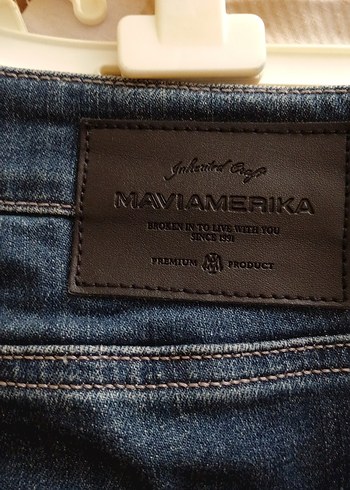 Inherited Craft
MAVIAMERIKA
BROKEN IN TO LIVE WITH YOU
SINCE 1991
PREMIUM PRODUCT